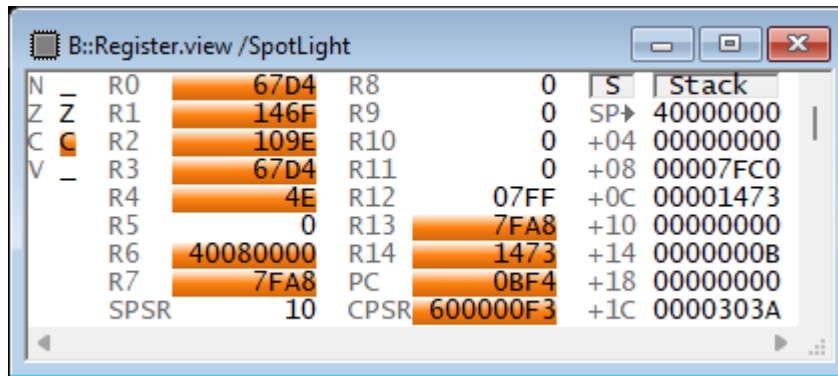 B::Register.view /SpotLight
N _ R0 67D4 R8 0 S Stack
Z Z R1 146F R9 0 SP 40000000
C C R2 109E R10 0 +04 00000000
V _ R3 67D4 R11 0 +08 00007FC0
R4 4E R12 07FF +0C 00001473
R5 0 R13 7FA8 +10 00000000
R6 40080000 R14 1473 +14 0000000B
R7 7FA8 PC 0BF4 +18 00000000
SPSR 10 CPSR 600000F3 +1C 0000303A